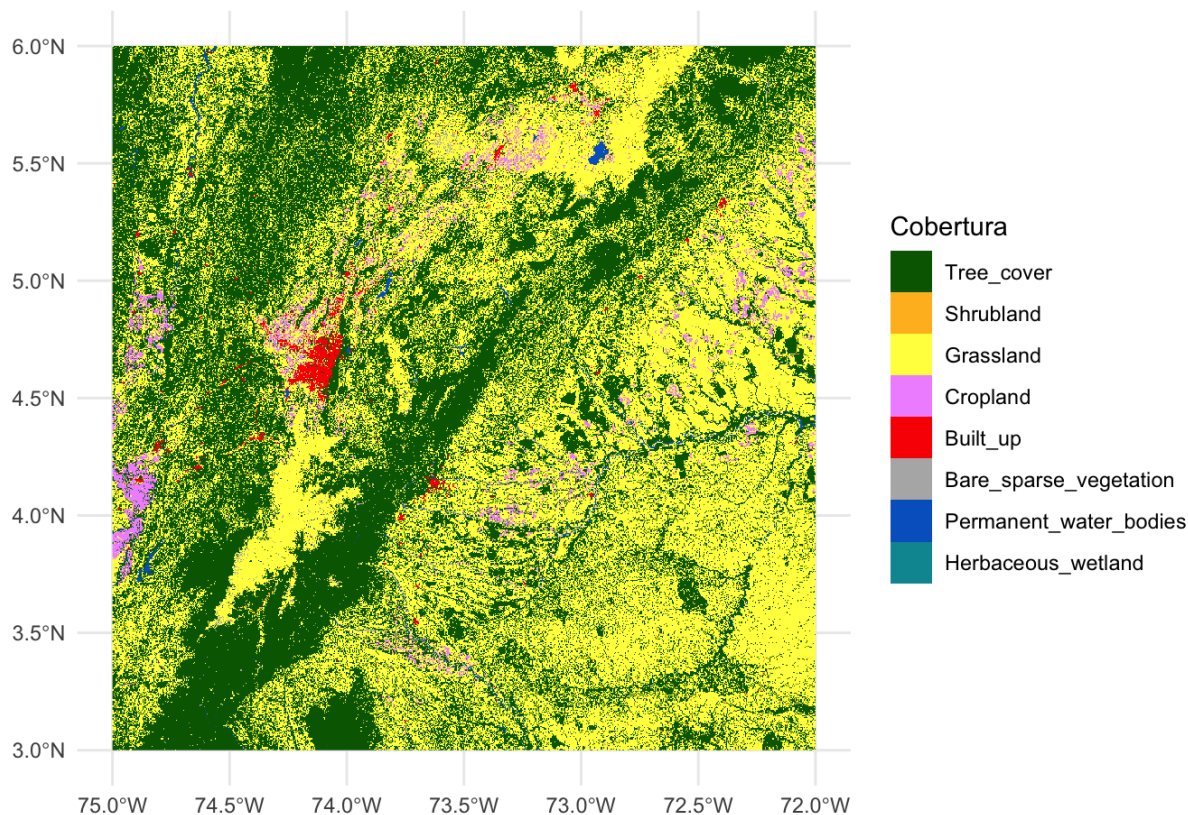 6.0°N
5.5°N
5.0°N
4.5°N
4.0°N
3.5°N
3.0°N
75.0°W 74.5°W 74.0°W 73.5°W 73.0°W 72.5°W 72.0°W
Cobertura
Tree_cover
Shrubland
Grassland
Cropland
Built_up
Bare_sparse_vegetation
Permanent_water_bodies
Herbaceous_wetland